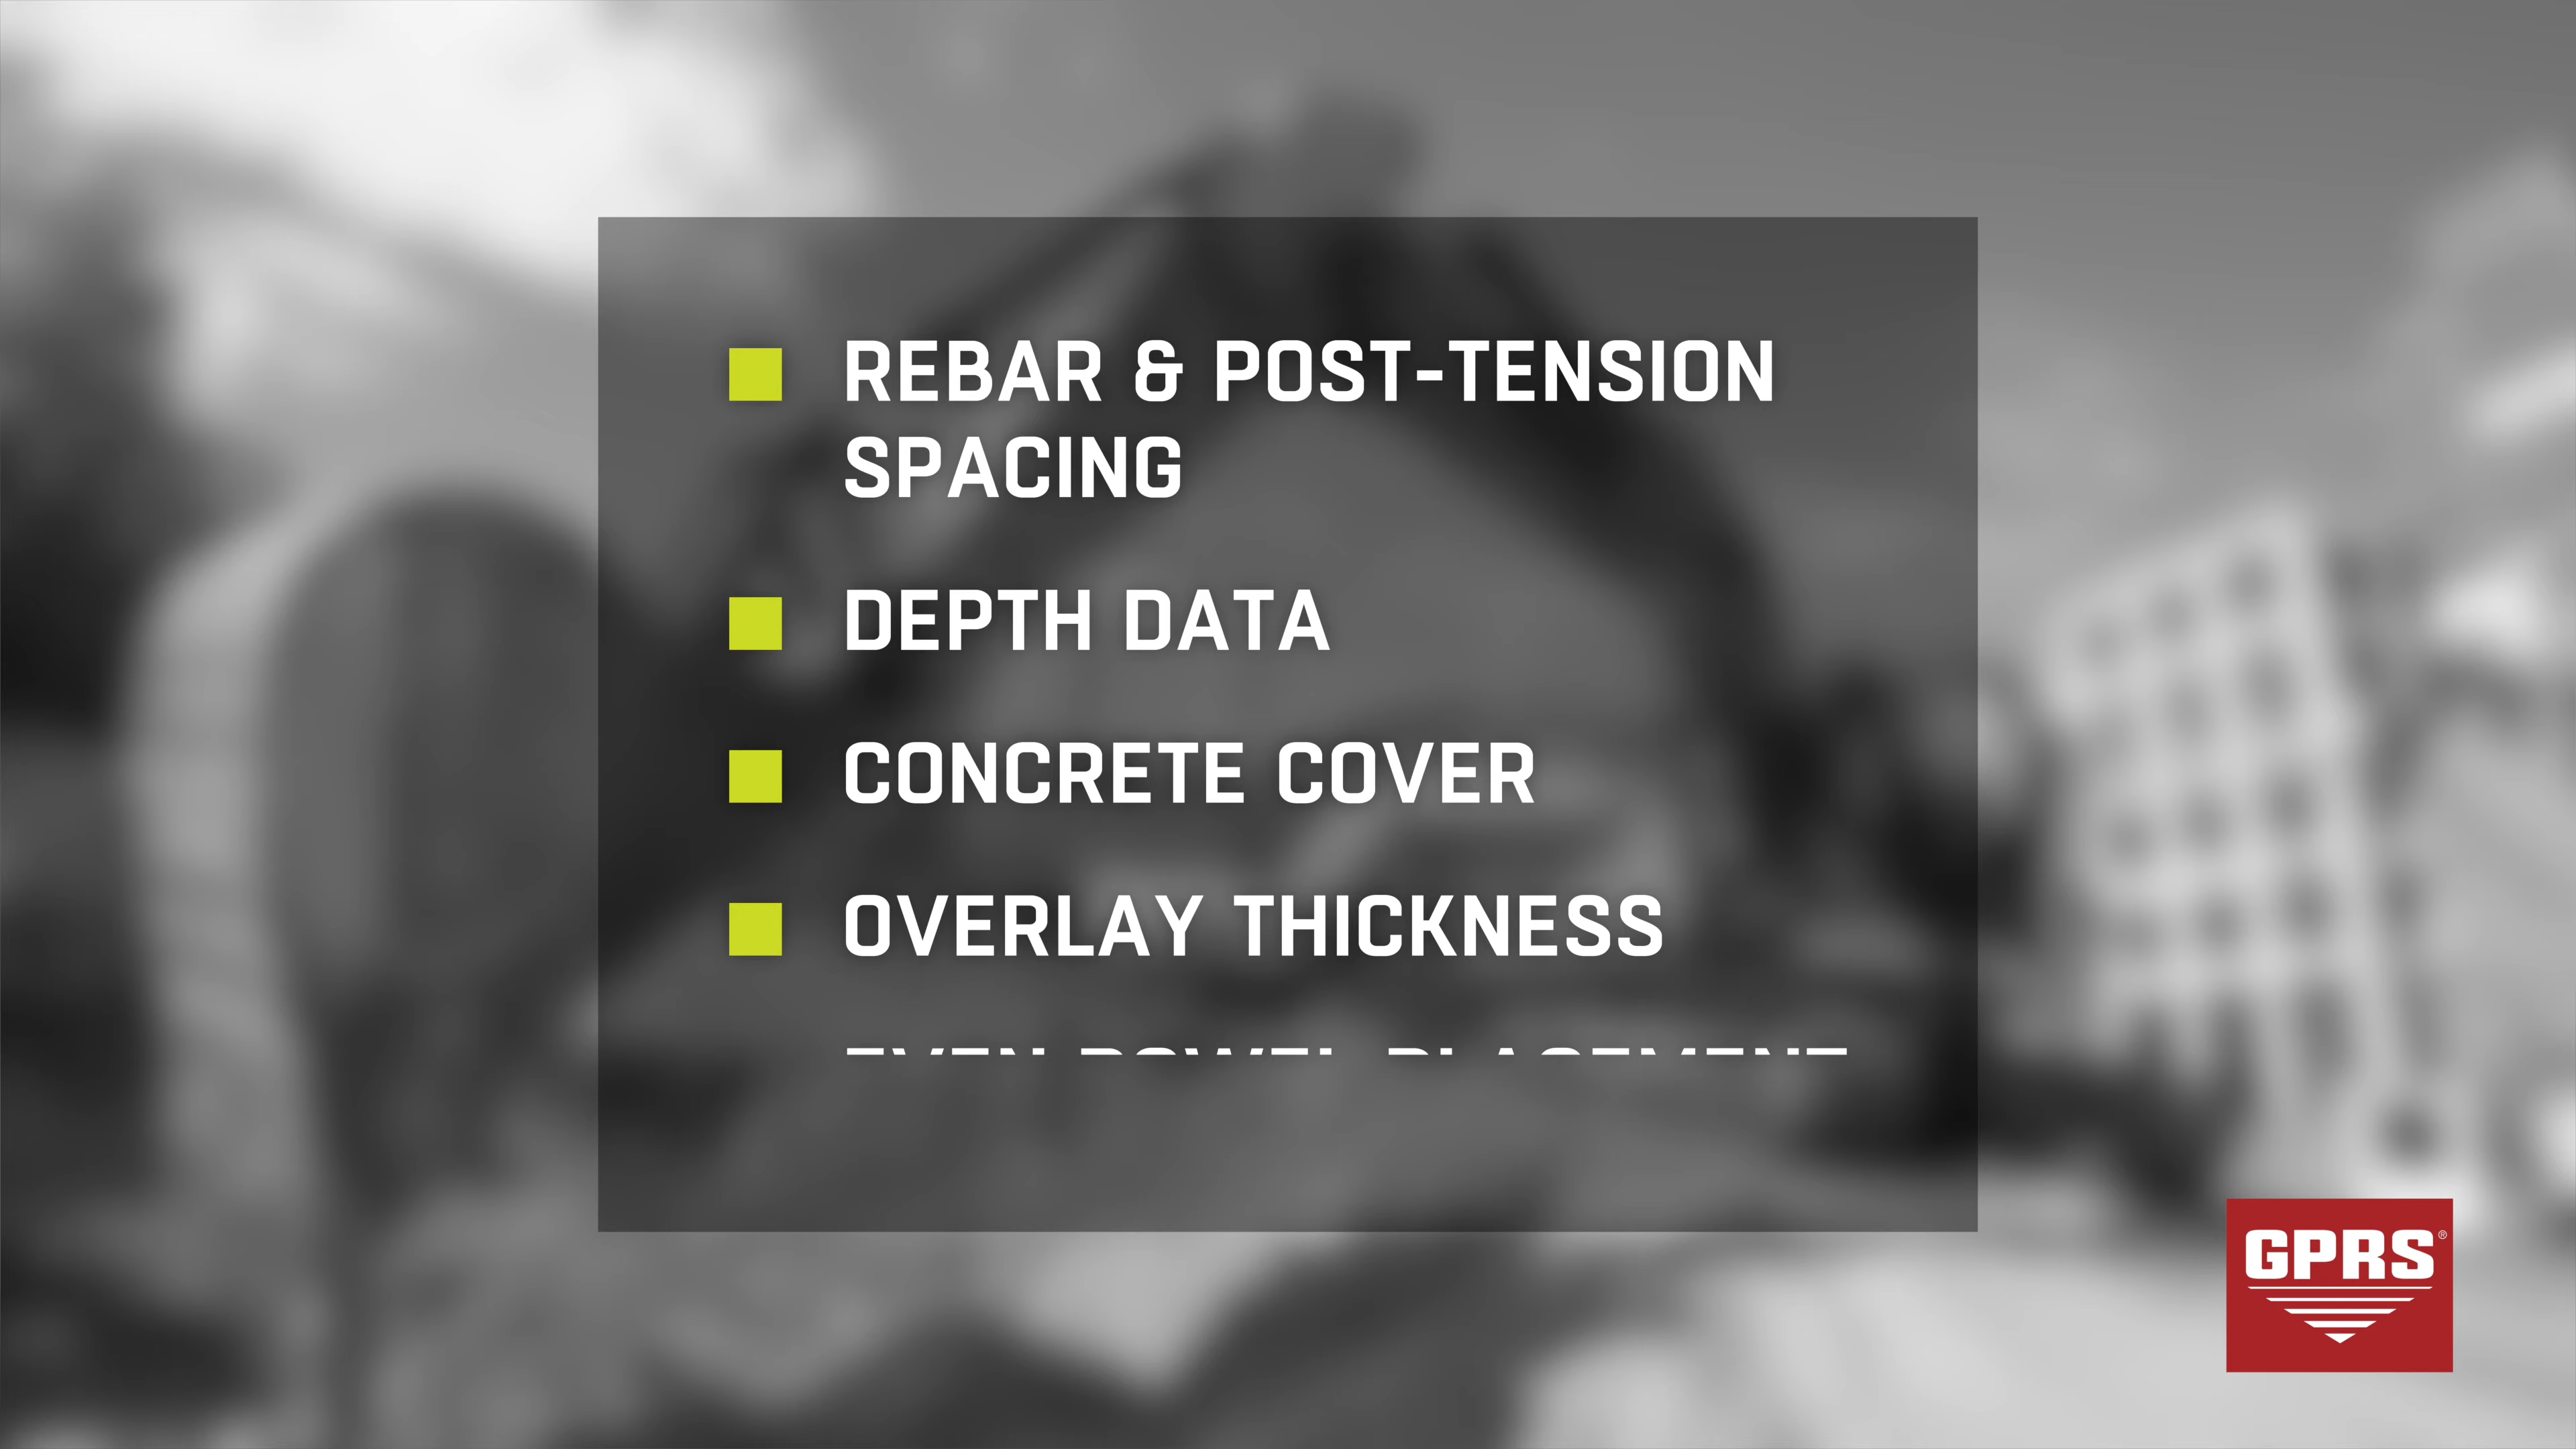 REBAR & POST-TENSION
SPACING
DEPTH DATA
CONCRETE COVER
OVERLAY THICKNESS
GPRS®